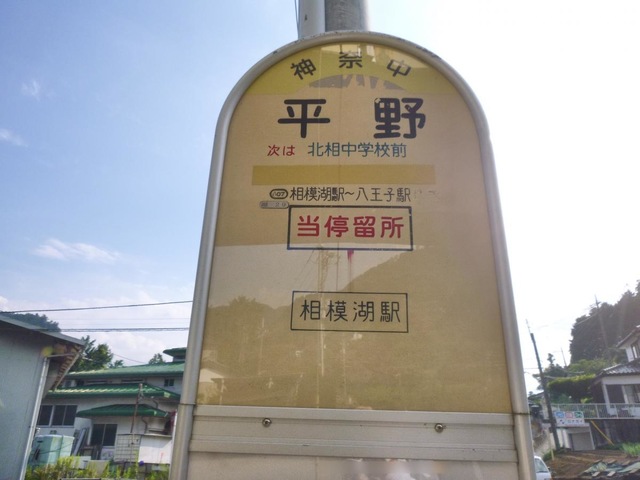 神奈中
平野
次は 北相中学校前
相模湖駅～八王子駅
当停留所
相模湖駅